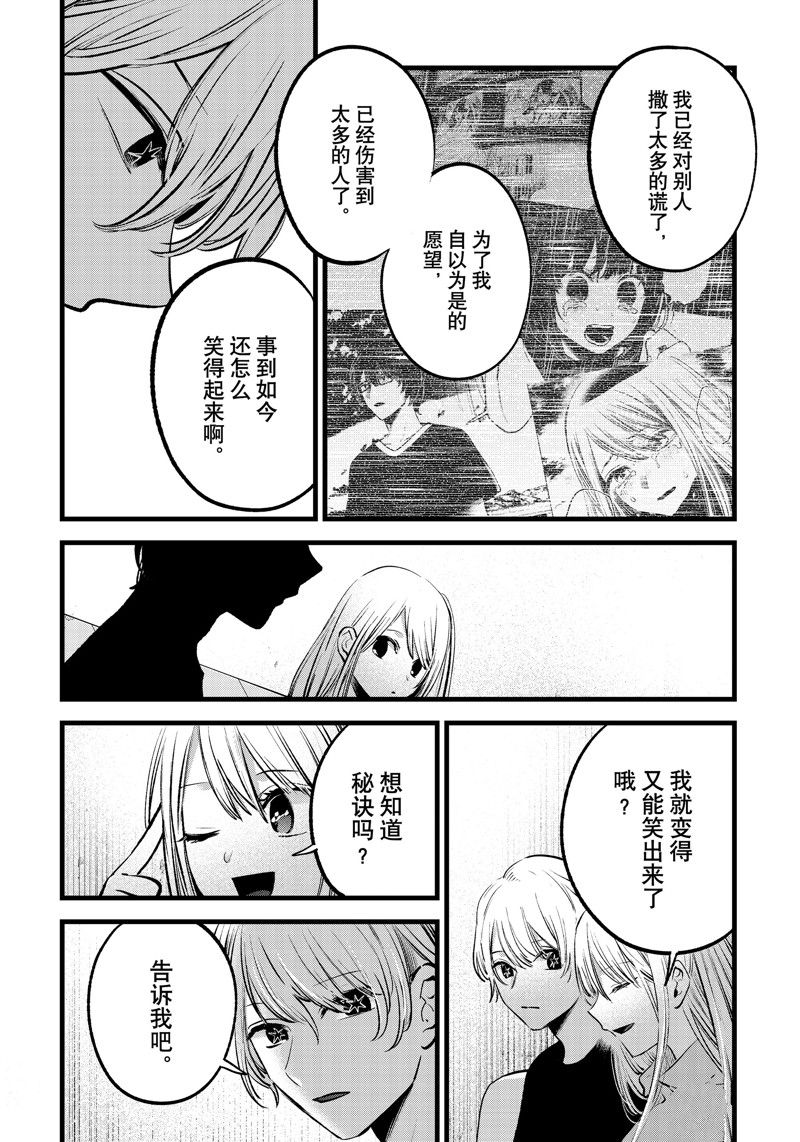 我已经对别人
撒了太多的谎了，
为了我
自以为是的
愿望，
已经伤害到
太多的人了。
事到如今
还怎么
笑得起来啊。
我就变得
又能笑出来了
哦？
想知道
秘诀吗？
告诉我吧。